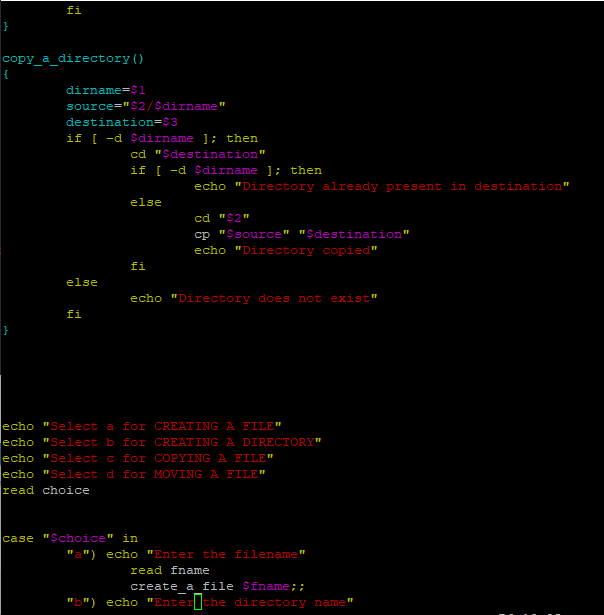 fi
}
copy_a_directory()
{
dirname=$1
source="$2/$dirname"
destination=$3
if [ -d $dirname ]; then
cd "$destination"
if [ -d $dirname ]; then
echo "Directory already present in destination"
else
cd "$2"
cp "$source" "$destination"
echo "Directory copied"
fi
else
echo "Directory does not exist"
fi
}
echo "Select a for CREATING A FILE"
echo "Select b for CREATING A DIRECTORY"
echo "Select c for COPYING A FILE"
echo "Select d for MOVING A FILE"
read choice
case "$choice" in
"a") echo "Enter the filename"
read fname
create_a_file $fname;;
"b") echo "Enter the directory name"